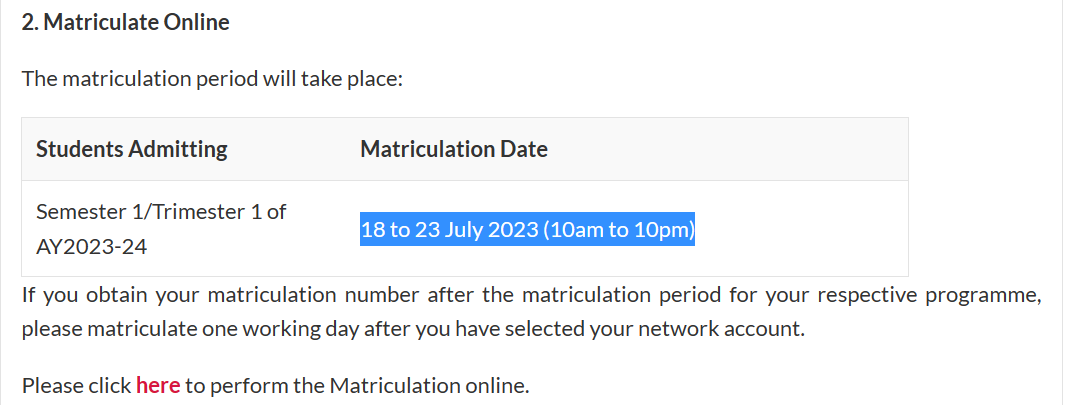 2. Matriculate Online
The matriculation period will take place:
Students Admitting
Matriculation Date
Semester 1/Trimester 1 of
AY2023-24
18 to 23 July 2023 (10am to 10pm)
If you obtain your matriculation number after the matriculation period for your respective programme,
please matriculate one working day after you have selected your network account.
Please click here to perform the Matriculation online.